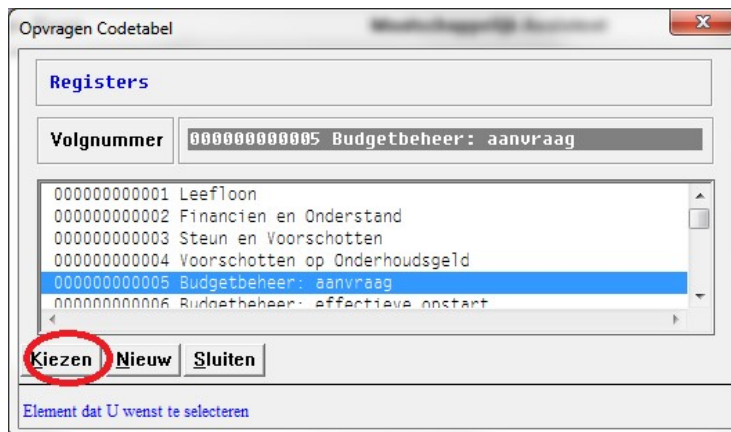 Opvragen Codetabel
Registers
Volgnummer 000000000005 Budgetbeheer: aanvraag
000000000001 Leefloon
000000000002 Financien en Onderstand
000000000003 Steun en Voorschotten
000000000004 Voorschotten op Onderhoudsgeld
000000000005 Budgetbeheer: aanvraag
000000000006 Budgetbeheer: effectieve opstart
Kiezen Nieuw Sluiten
Element dat U wenst te selecteren